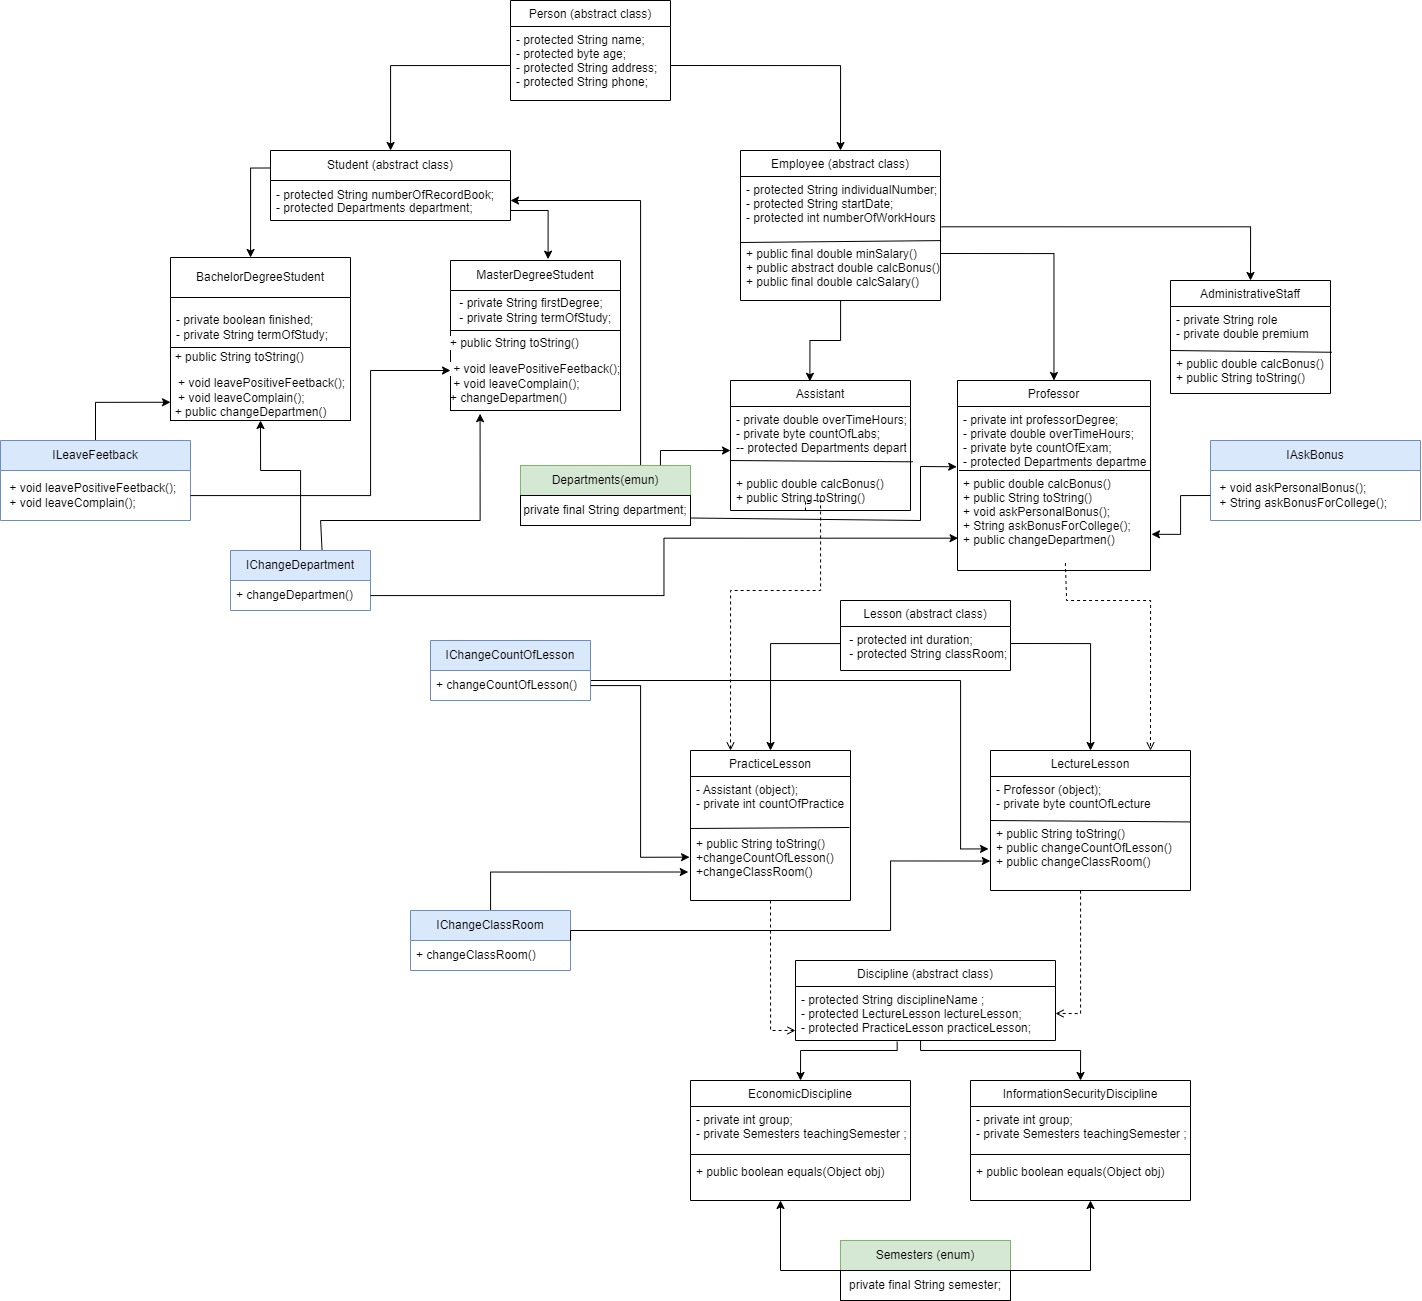 Person (abstract class)
- protected String name;
- protected byte age;
- protected String address;
- protected String phone;
Student (abstract class)
- protected String numberOfRecordBook;
- protected Departments department;
Employee (abstract class)
- protected String individualNumber;
- protected String startDate;
- protected int numberOfWorkHours
+ public final double minSalary()
+ public abstract double calcBonus()
+ public final double calcSalary()
BachelorDegreeStudent
- private boolean finished;
- private String termOfStudy;
+ public String toString()
+ void leavePositiveFeetback();
+ void leaveComplain();
+ public changeDepartmen()
MasterDegreeStudent
- private String firstDegree;
- private String termOfStudy;
+ public String toString()
+ void leavePositiveFeetback();
+ void leaveComplain();
+ changeDepartmen()
AdministrativeStaff
- private String role
- private double premium
+ public double calcBonus()
+ public String toString()
Assistant
- private double overTimeHours;
- private byte countOfLabs;
-- protected Departments depart
+ public double calcBonus()
+ public String toString()
Professor
- private int professorDegree;
- private double overTimeHours;
- private byte countOfExam;
- protected Departments departme
+ public double calcBonus()
+ public String toString()
+ void askPersonalBonus();
+ String askBonusForCollege();
+ public changeDepartmen()
ILeaveFeetback
+ void leavePositiveFeetback();
+ void leaveComplain();
Departments(emun)
private final String department;
IAskBonus
+ void askPersonalBonus();
+ String askBonusForCollege();
IChangeDepartment
+ changeDepartmen()
Lesson (abstract class)
- protected int duration;
- protected String classRoom;
IChangeCountOfLesson
+ changeCountOfLesson()
PracticeLesson
- Assistant (object);
- private int countOfPractice
+ public String toString()
+changeCountOfLesson()
+changeClassRoom()
LectureLesson
- Professor (object);
- private byte countOfLecture
+ public String toString()
+ public changeCountOfLesson()
+ public changeClassRoom()
IChangeClassRoom
+ changeClassRoom()
Discipline (abstract class)
- protected String disciplineName ;
- protected LectureLesson lectureLesson;
- protected PracticeLesson practiceLesson;
EconomicDiscipline
- private int group;
- private Semesters teachingSemester ;
+ public boolean equals(Object obj)
InformationSecurityDiscipline
- private int group;
- private Semesters teachingSemester ;
+ public boolean equals(Object obj)
Semesters (enum)
private final String semester;